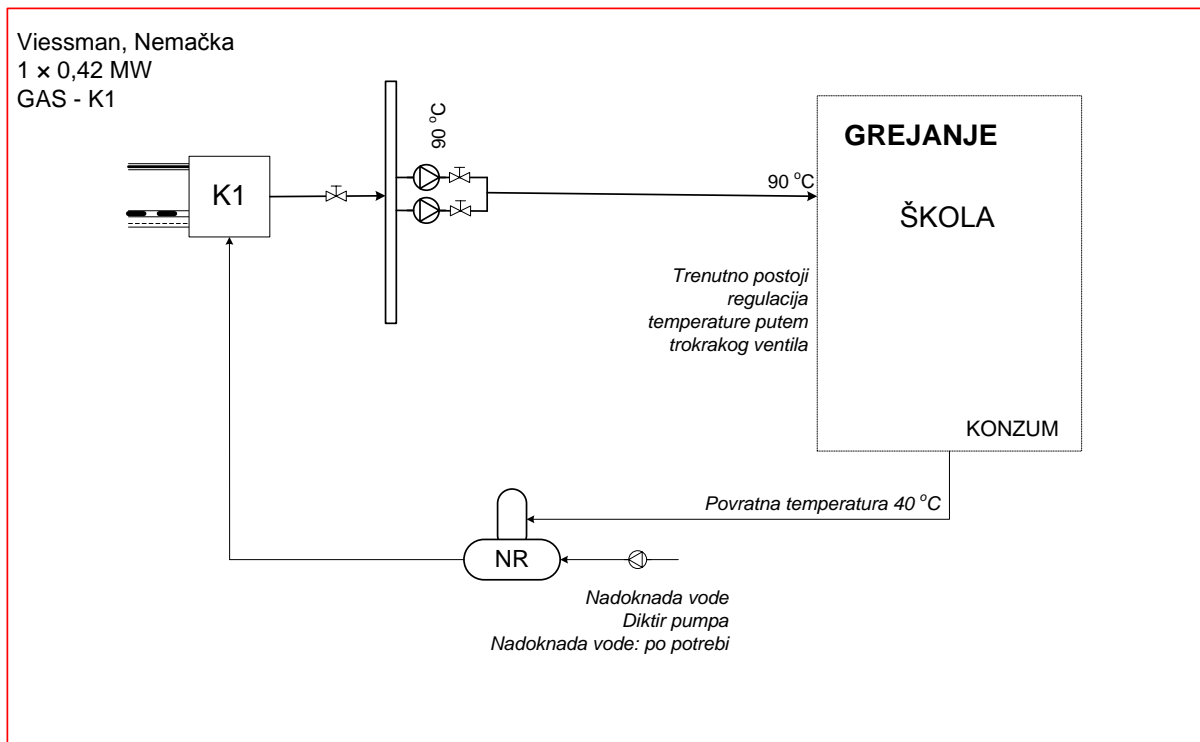 Viessman, Nemačka
1 × 0,42 MW
GAS - K1
K1
90 °C
90 °C
GREJANJE
ŠKOLA
Trenutno postoji
regulacija
temperature putem
trokrakog ventila
KONZUM
Povratna temperatura 40 °C
NR
Nadoknada vode
Diktir pumpa
Nadoknada vode: po potrebi